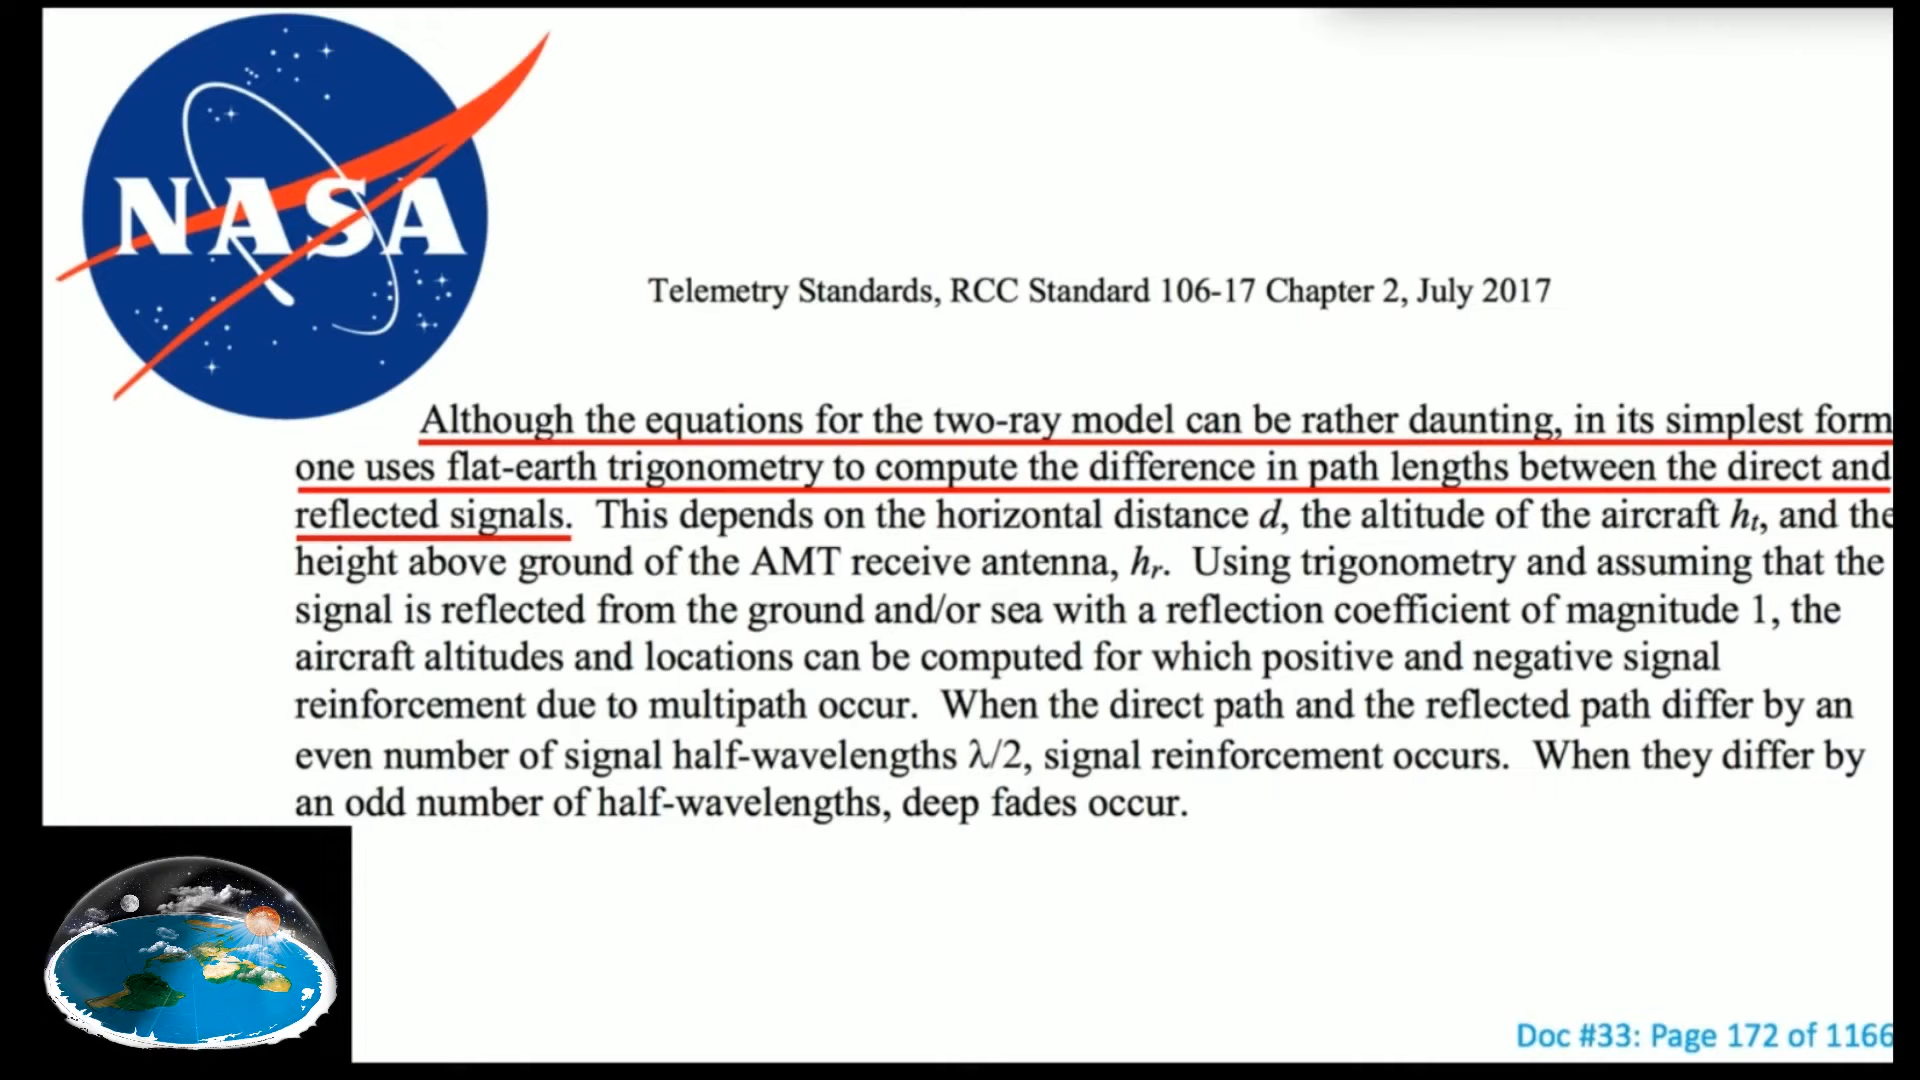 NASA
Telemetry Standards, RCC Standard 106-17 Chapter 2, July 2017
Although the equations for the two-ray model can be rather daunting, in its simplest form
one uses flat-earth trigonometry to compute the difference in path lengths between the direct and
reflected signals. This depends on the horizontal distance d, the altitude of the aircraft hₜ, and the
height above ground of the AMT receive antenna, hᵣ. Using trigonometry and assuming that the
signal is reflected from the ground and/or sea with a reflection coefficient of magnitude 1, the
aircraft altitudes and locations can be computed for which positive and negative signal
reinforcement due to multipath occur. When the direct path and the reflected path differ by an
even number of signal half-wavelengths λ/2, signal reinforcement occurs. When they differ by
an odd number of half-wavelengths, deep fades occur.
Doc #33: Page 172 of 1166